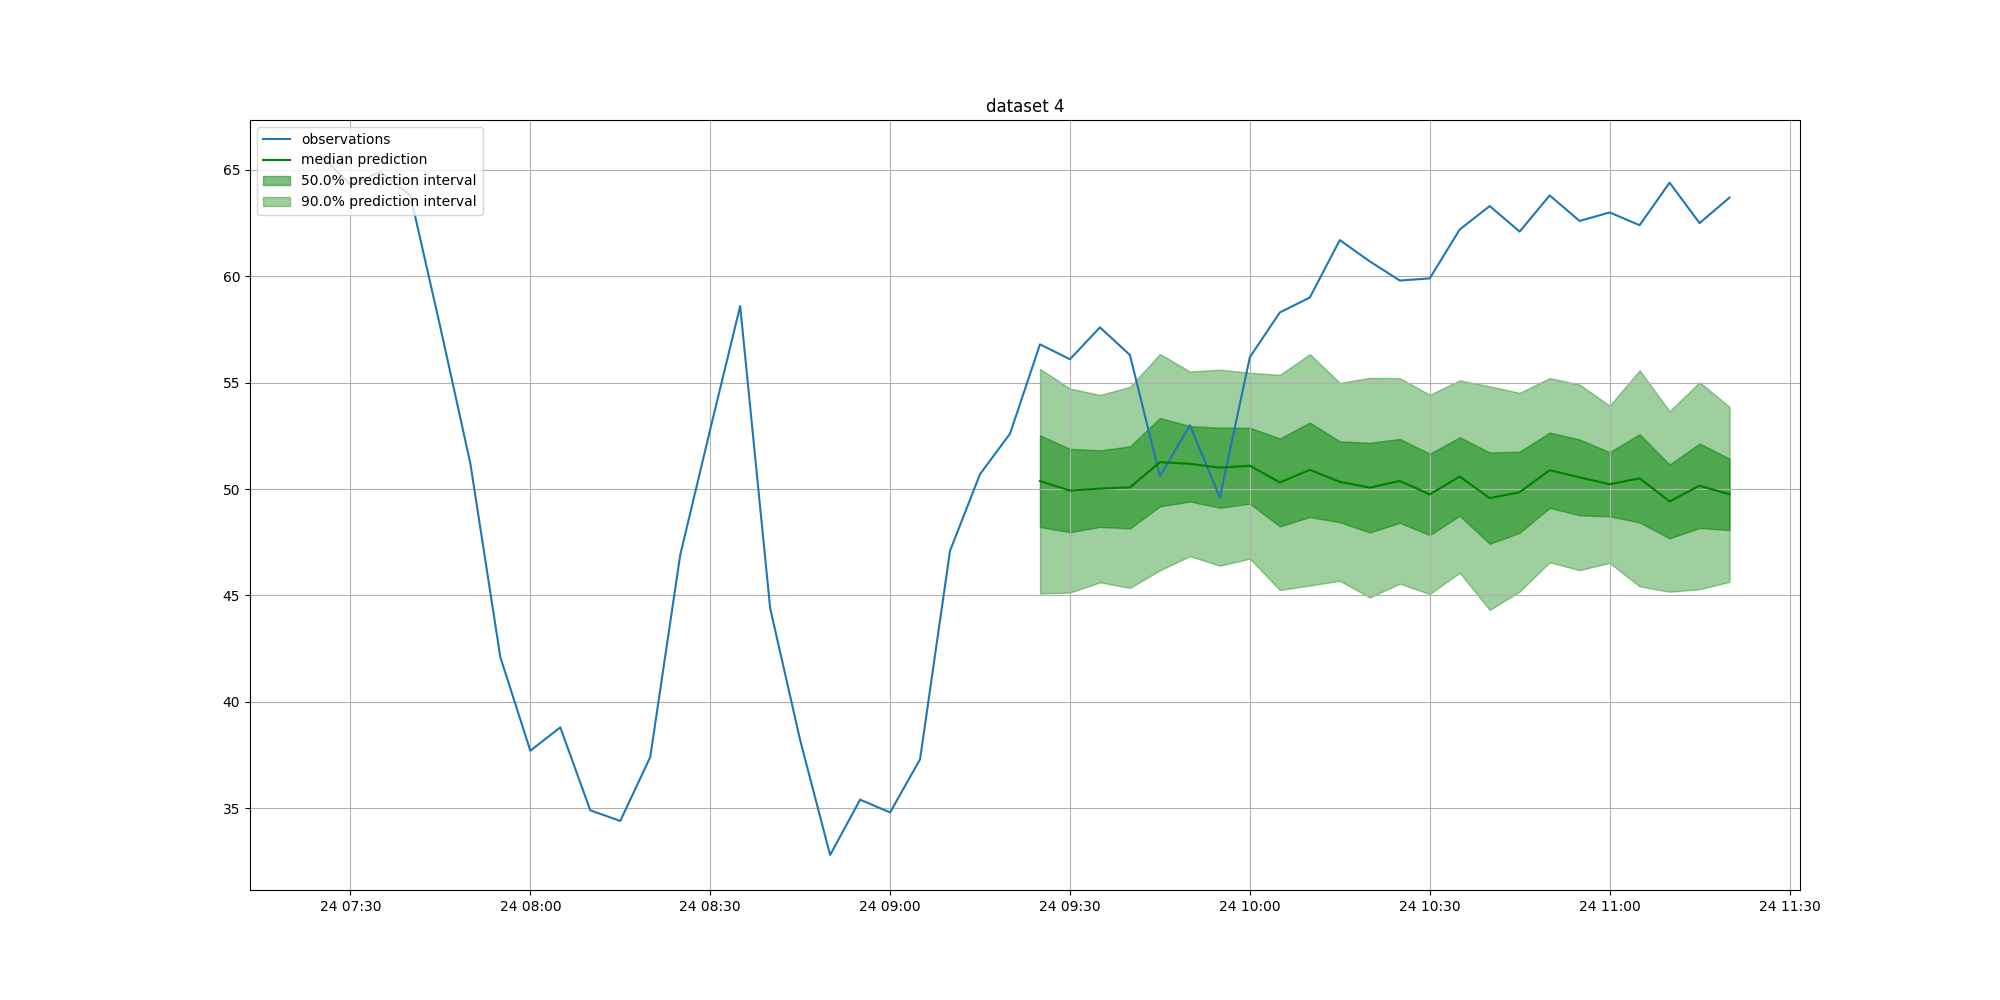 dataset 4
observations
median prediction
50.0% prediction interval
90.0% prediction interval
65
60
55
50
45
40
35
24 07:30 24 08:00 24 08:30 24 09:00 24 09:30 24 10:00 24 10:30 24 11:00 24 11:30